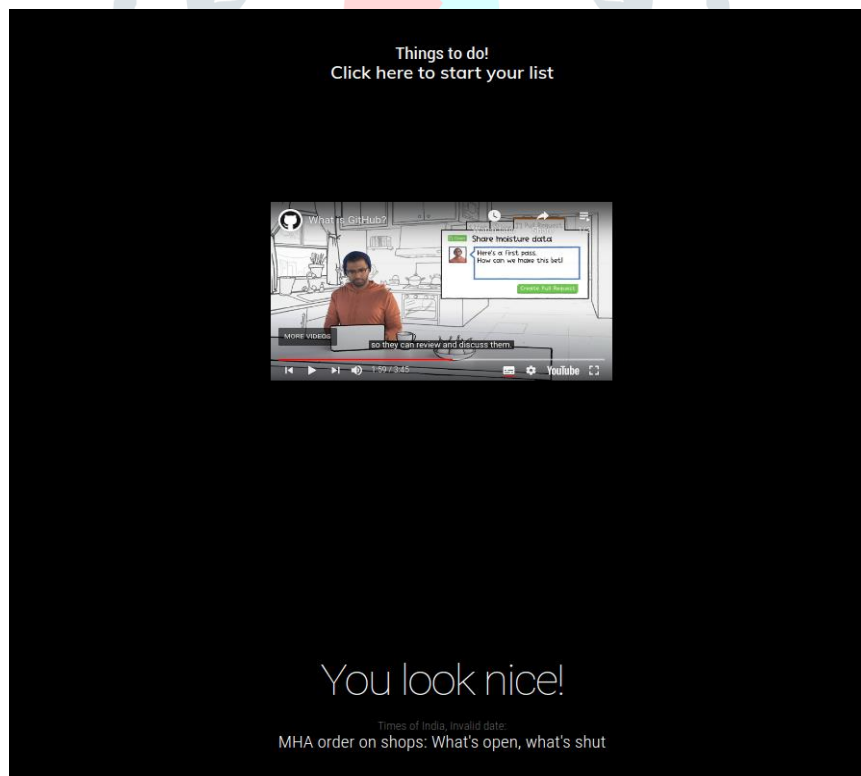 Things to do!
Click here to start your list
What is GitHub?
Share moisture data
Here's a first pass.
How can we make this bet!
Create Pull Request
MORE VIDEOS
so they can review and discuss them.
1:59 / 3:45
YouTube
You look nice!
Times of India, Invalid date:
MHA order on shops: What's open, what's shut